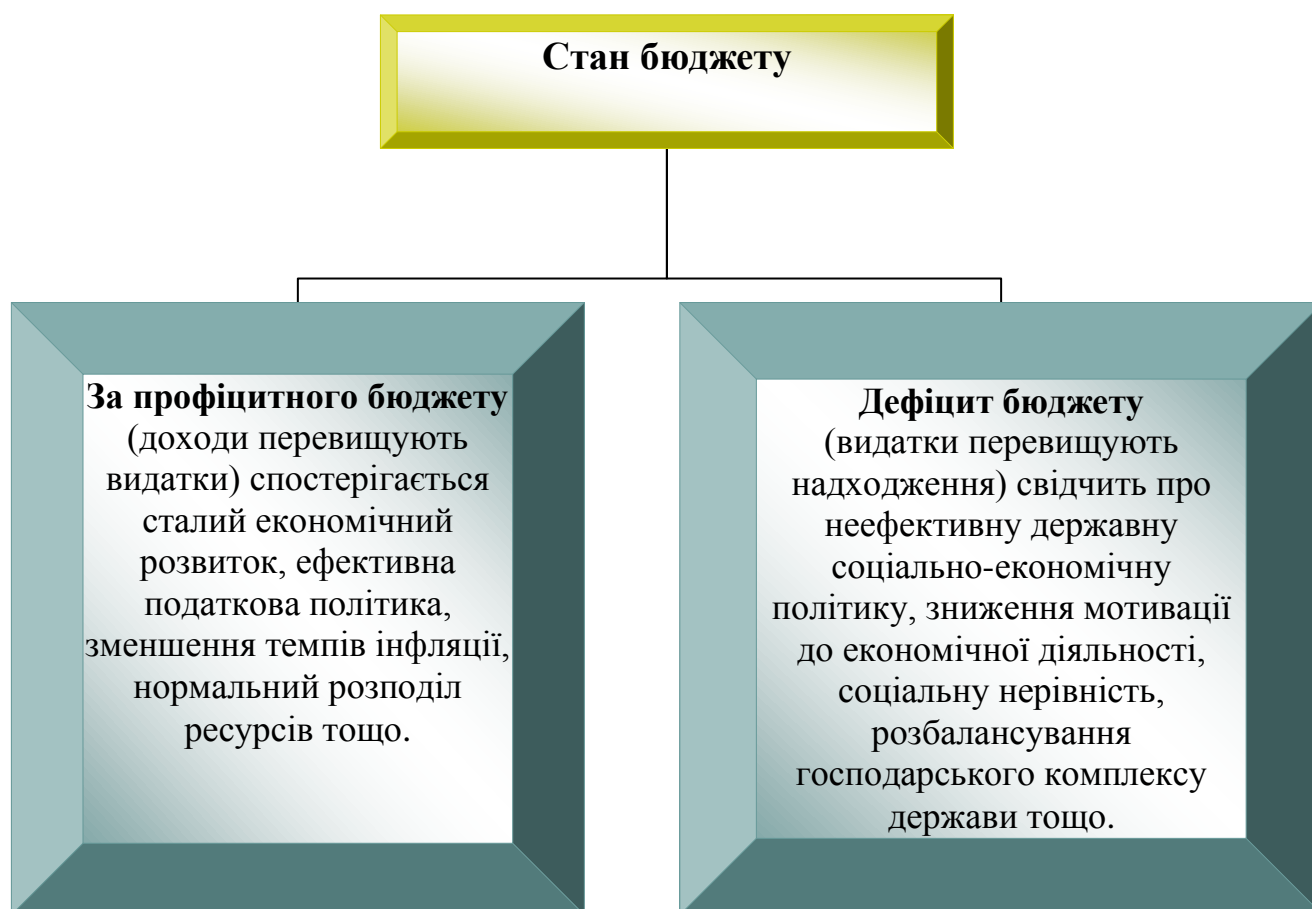 Стан бюджету
За профіцитного бюджету
(доходи перевищують
видатки) спостерігається
сталий економічний
розвиток, ефективна
податкова політика,
зменшення темпів інфляції,
нормальний розподіл
ресурсів тощо.
Дефіцит бюджету
(видатки перевищують
надходження) свідчить про
неефективну державну
соціально-економічну
політику, зниження мотивації
до економічної діяльності,
соціальну нерівність,
розбалансування
господарського комплексу
держави тощо.